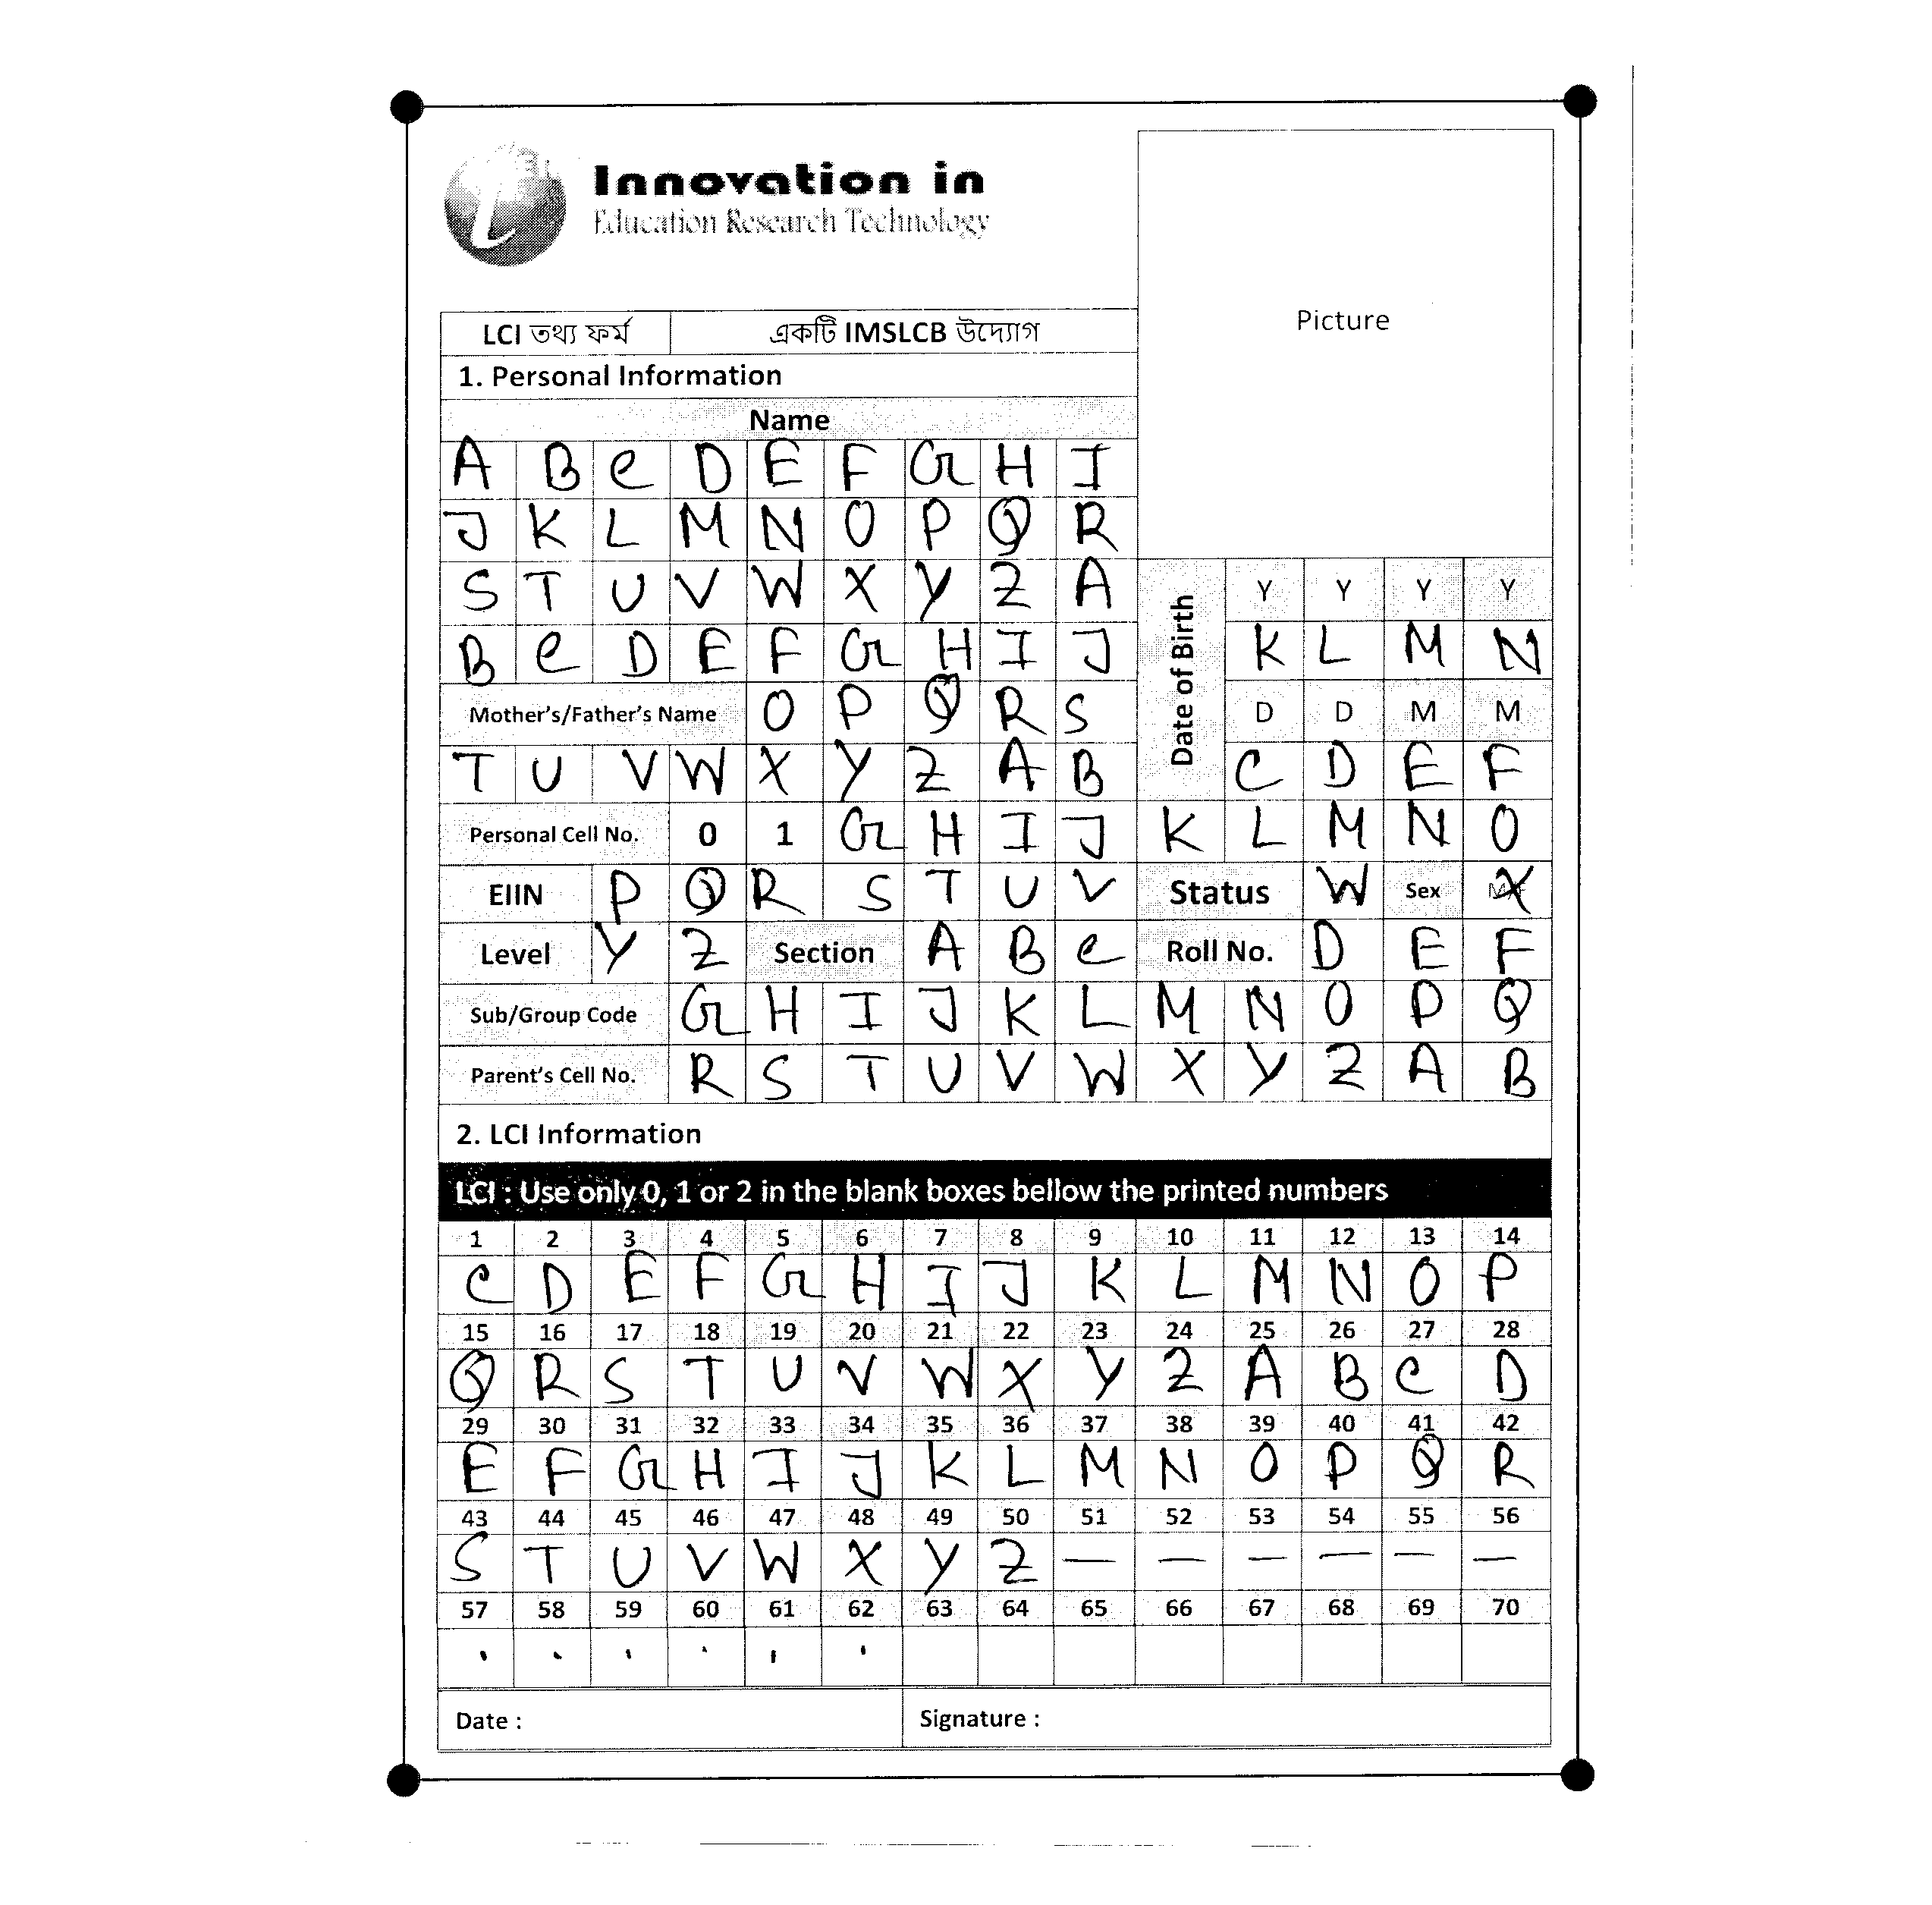 Innovation in
Education Research Technology
Picture
LCI তথ্য ফর্ম একটি IMSLCB উদ্যোগ
1. Personal Information
Name
A B C D E F G H I
J K L M N O P Q R
S T U V W X Y Z A
Date of Birth Y Y Y Y
B C D E F G H I J K L M N
Mother's/Father's Name O P Q R S D D M M
T U V W X Y Z A B C D E F
Personal Cell No. 0 1 G H I J K L M N O
EIIN P Q R S T U V Status W Sex X
Level Y Z Section A B C Roll No. D E F
Sub/Group Code G H I J K L M N O P Q
Parent's Cell No. R S T U V W X Y Z A B
2. LCI Information
LCI : Use only 0, 1 or 2 in the blank boxes bellow the printed numbers
1 2 3 4 5 6 7 8 9 10 11 12 13 14
C D E F G H I J K L M N O P
15 16 17 18 19 20 21 22 23 24 25 26 27 28
Q R S T U V W X Y Z A B C D
29 30 31 32 33 34 35 36 37 38 39 40 41 42
E F G H I J K L M N O P Q R
43 44 45 46 47 48 49 50 51 52 53 54 55 56
S T U V W X Y Z — — — — — —
57 58 59 60 61 62 63 64 65 66 67 68 69 70
Date :
Signature :